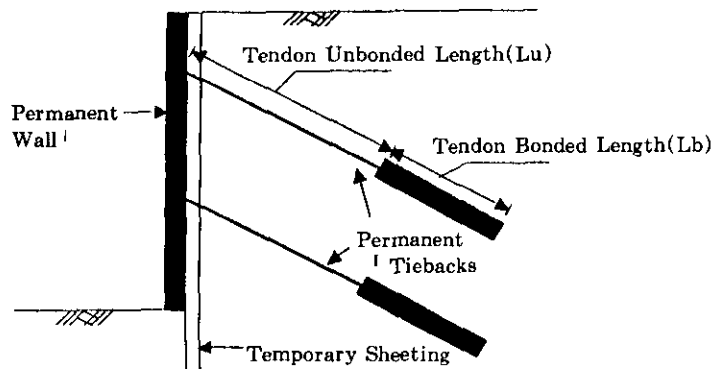 Tendon Unbonded Length(Lu)
Permanent
Wall
Tendon Bonded Length(Lb)
Permanent
Tiebacks
Temporary Sheeting